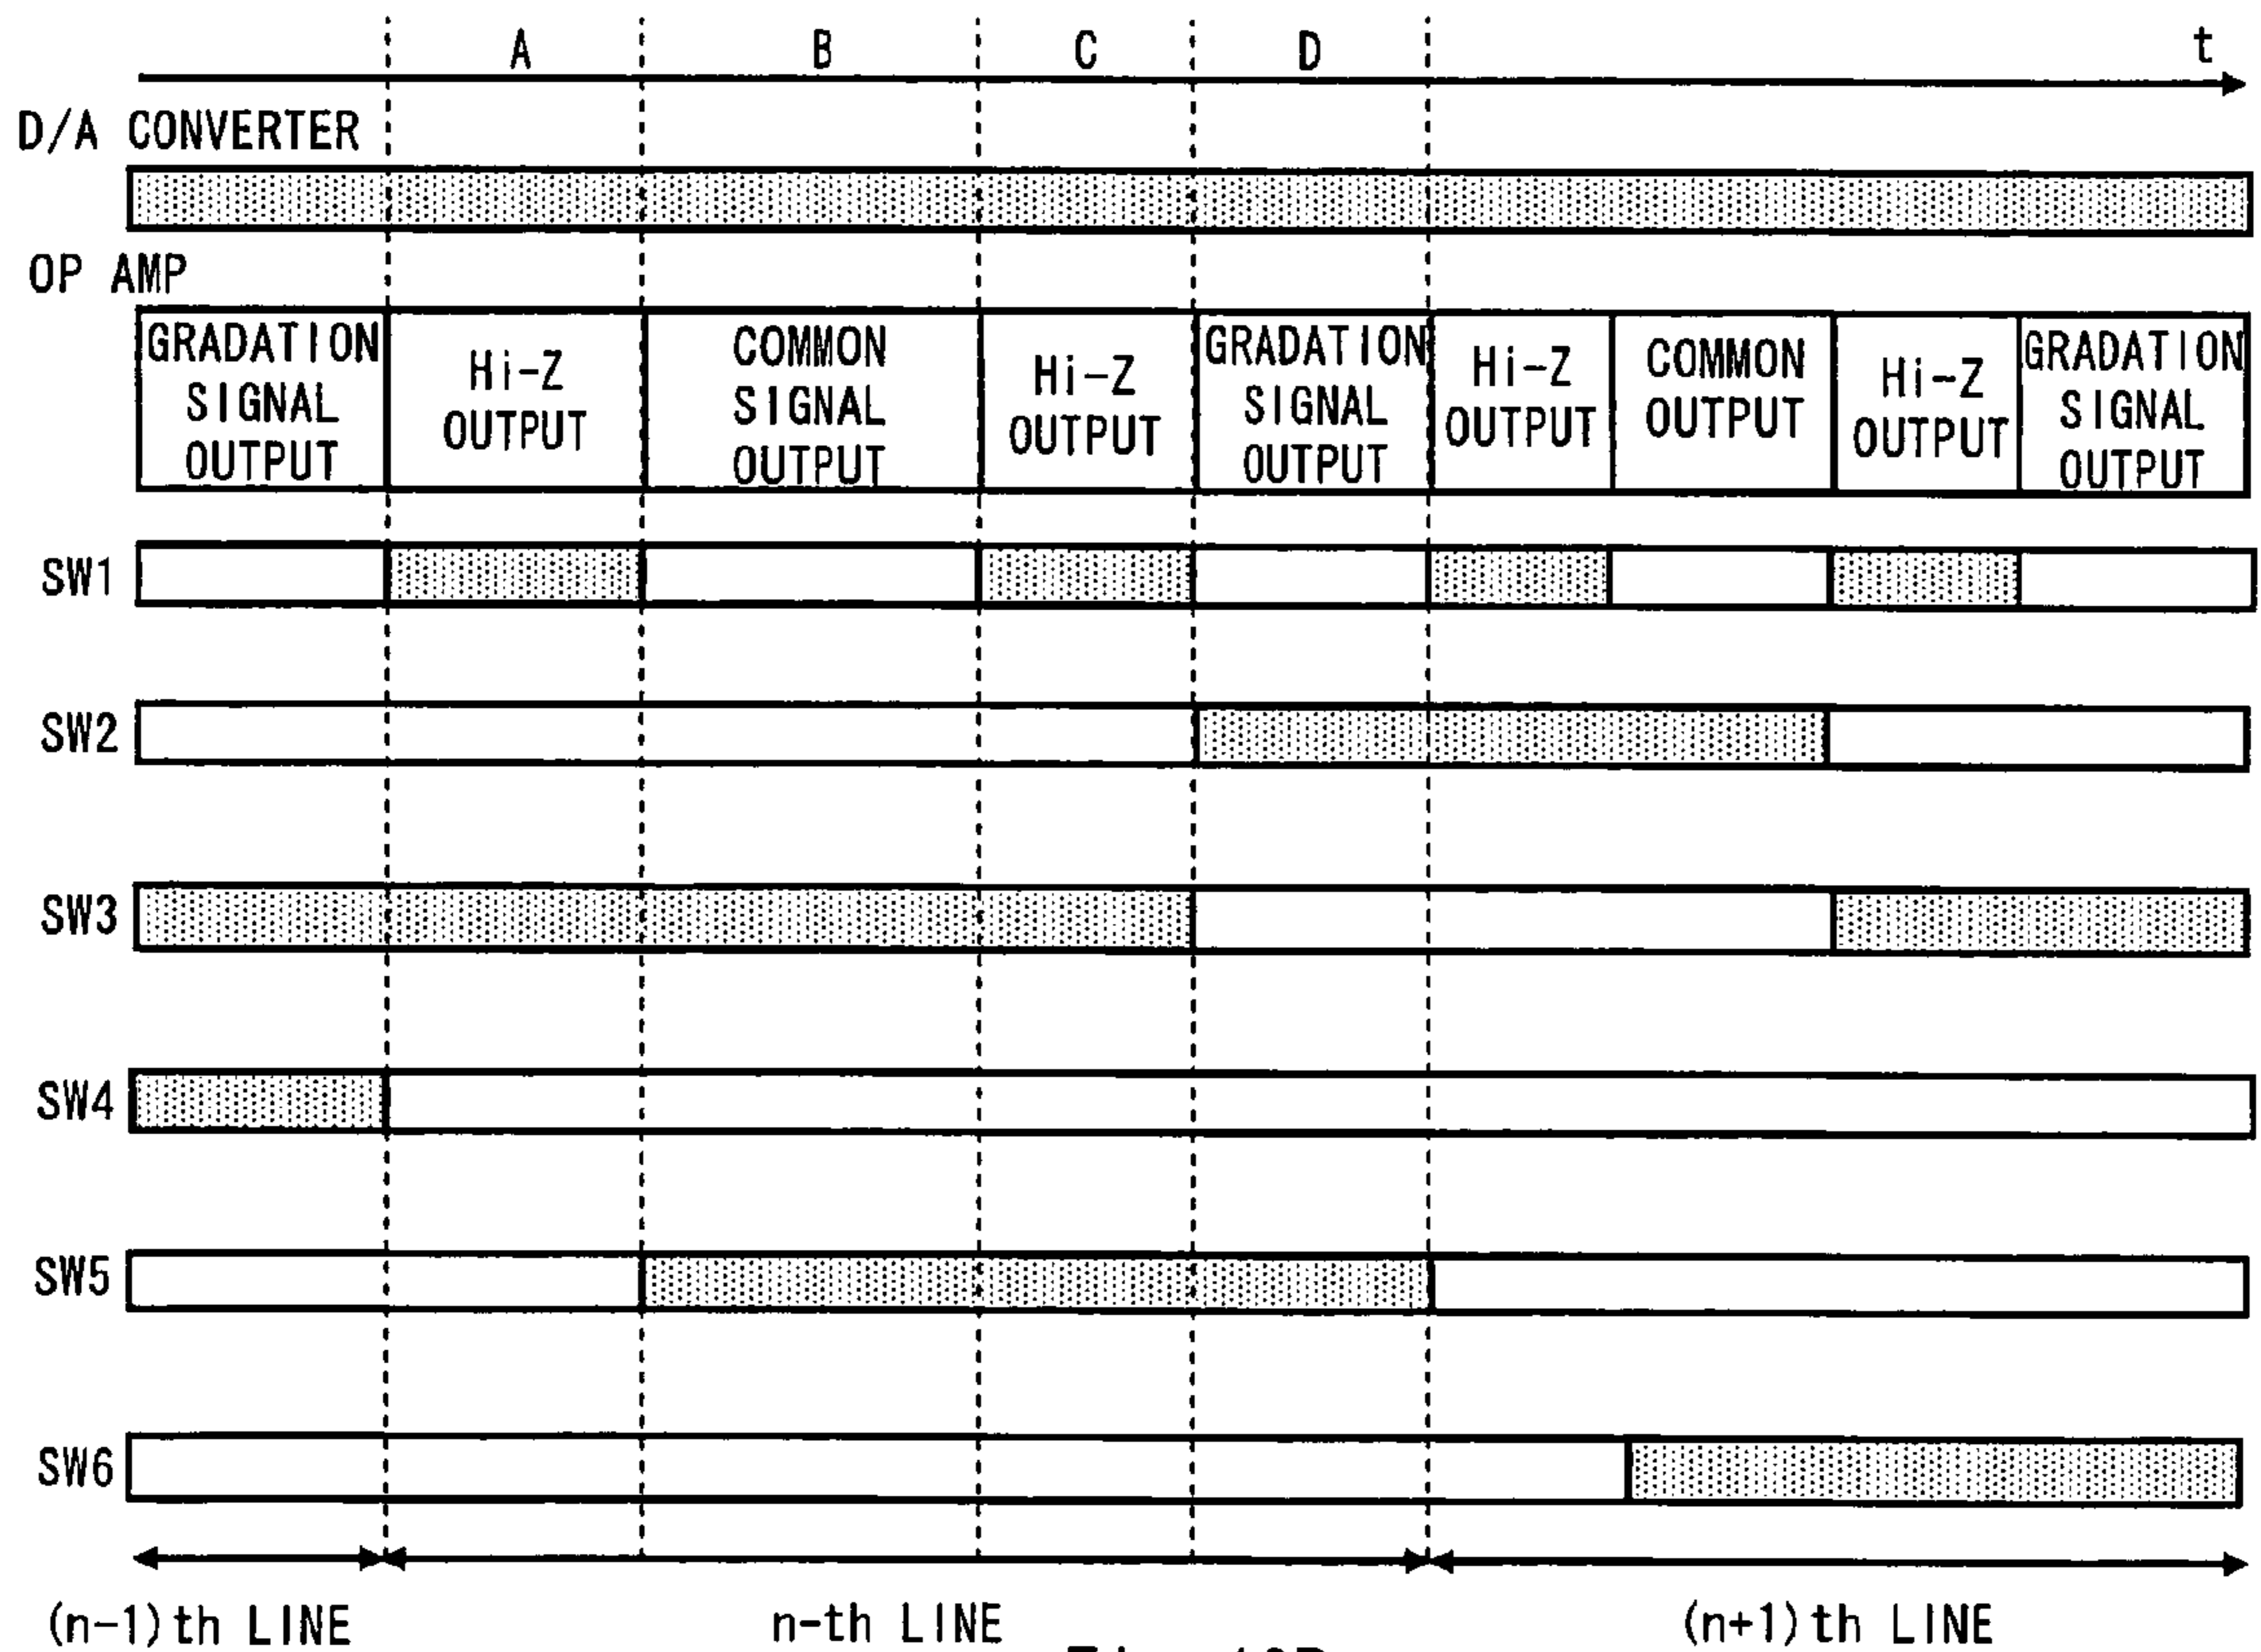 A B C D t
D/A CONVERTER
OP AMP
GRADATION
SIGNAL
OUTPUT
Hi-Z
OUTPUT
COMMON
SIGNAL
OUTPUT
Hi-Z
OUTPUT
GRADATION
SIGNAL
OUTPUT
Hi-Z
OUTPUT
COMMON
OUTPUT
Hi-Z
OUTPUT
GRADATION
SIGNAL
OUTPUT
SW1
SW2
SW3
SW4
SW5
SW6
(n-1)th LINE n-th LINE (n+1)th LINE